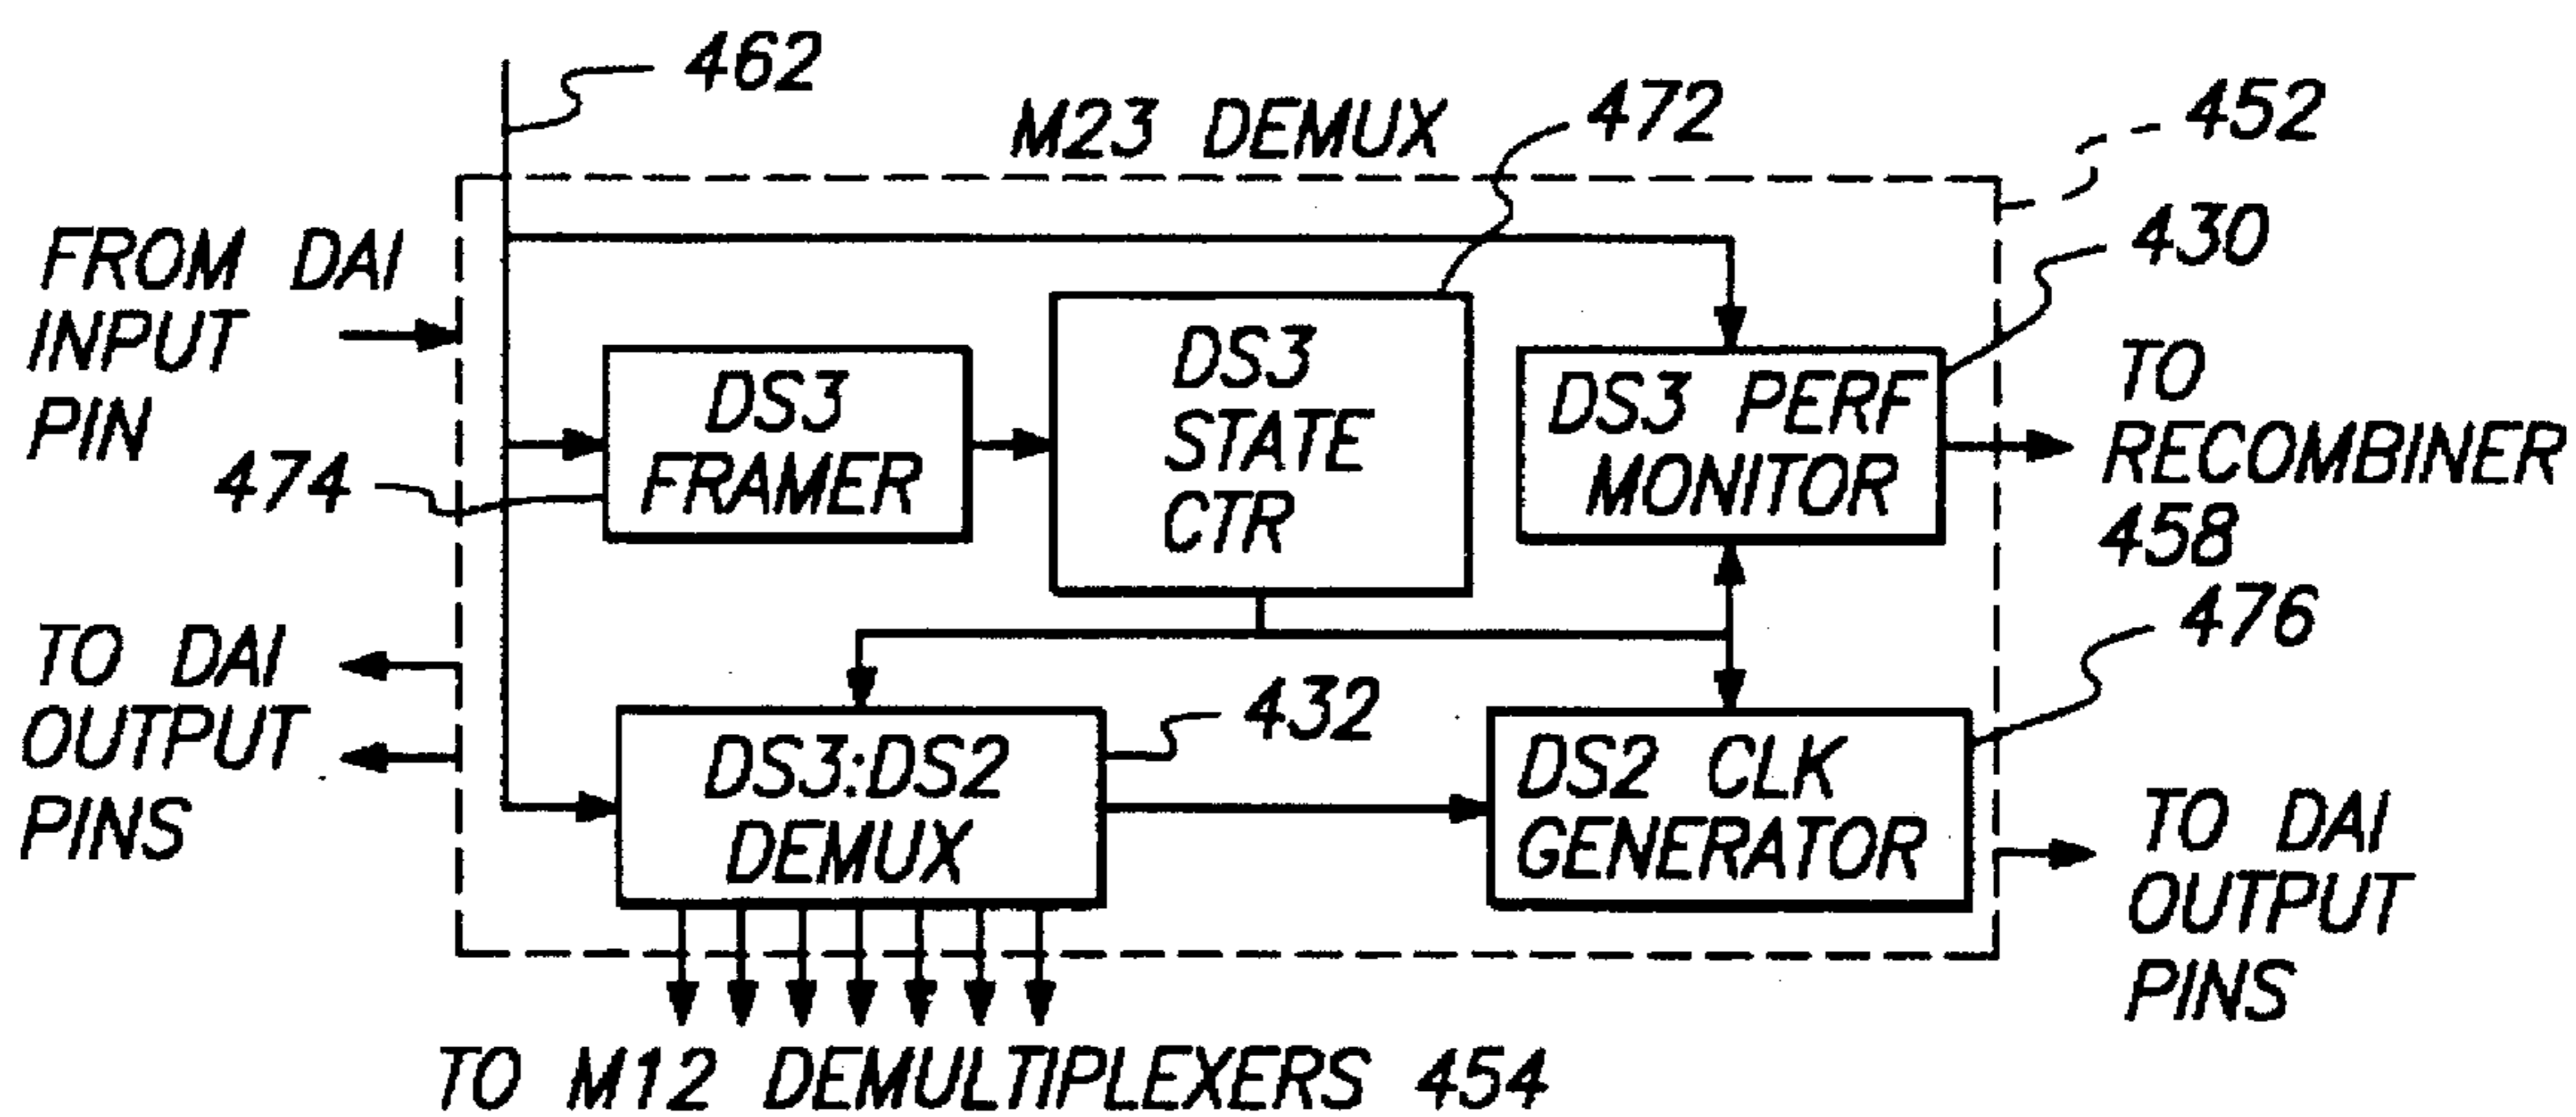 462
M23 DEMUX
472
452
430
FROM DAI
INPUT
PIN
474
DS3
FRAMER
DS3
STATE
CTR
DS3 PERF
MONITOR
TO
RECOMBINER
458
476
TO DAI
OUTPUT
PINS
432
DS3:DS2
DEMUX
DS2 CLK
GENERATOR
TO DAI
OUTPUT
PINS
TO M12 DEMULTIPLEXERS 454